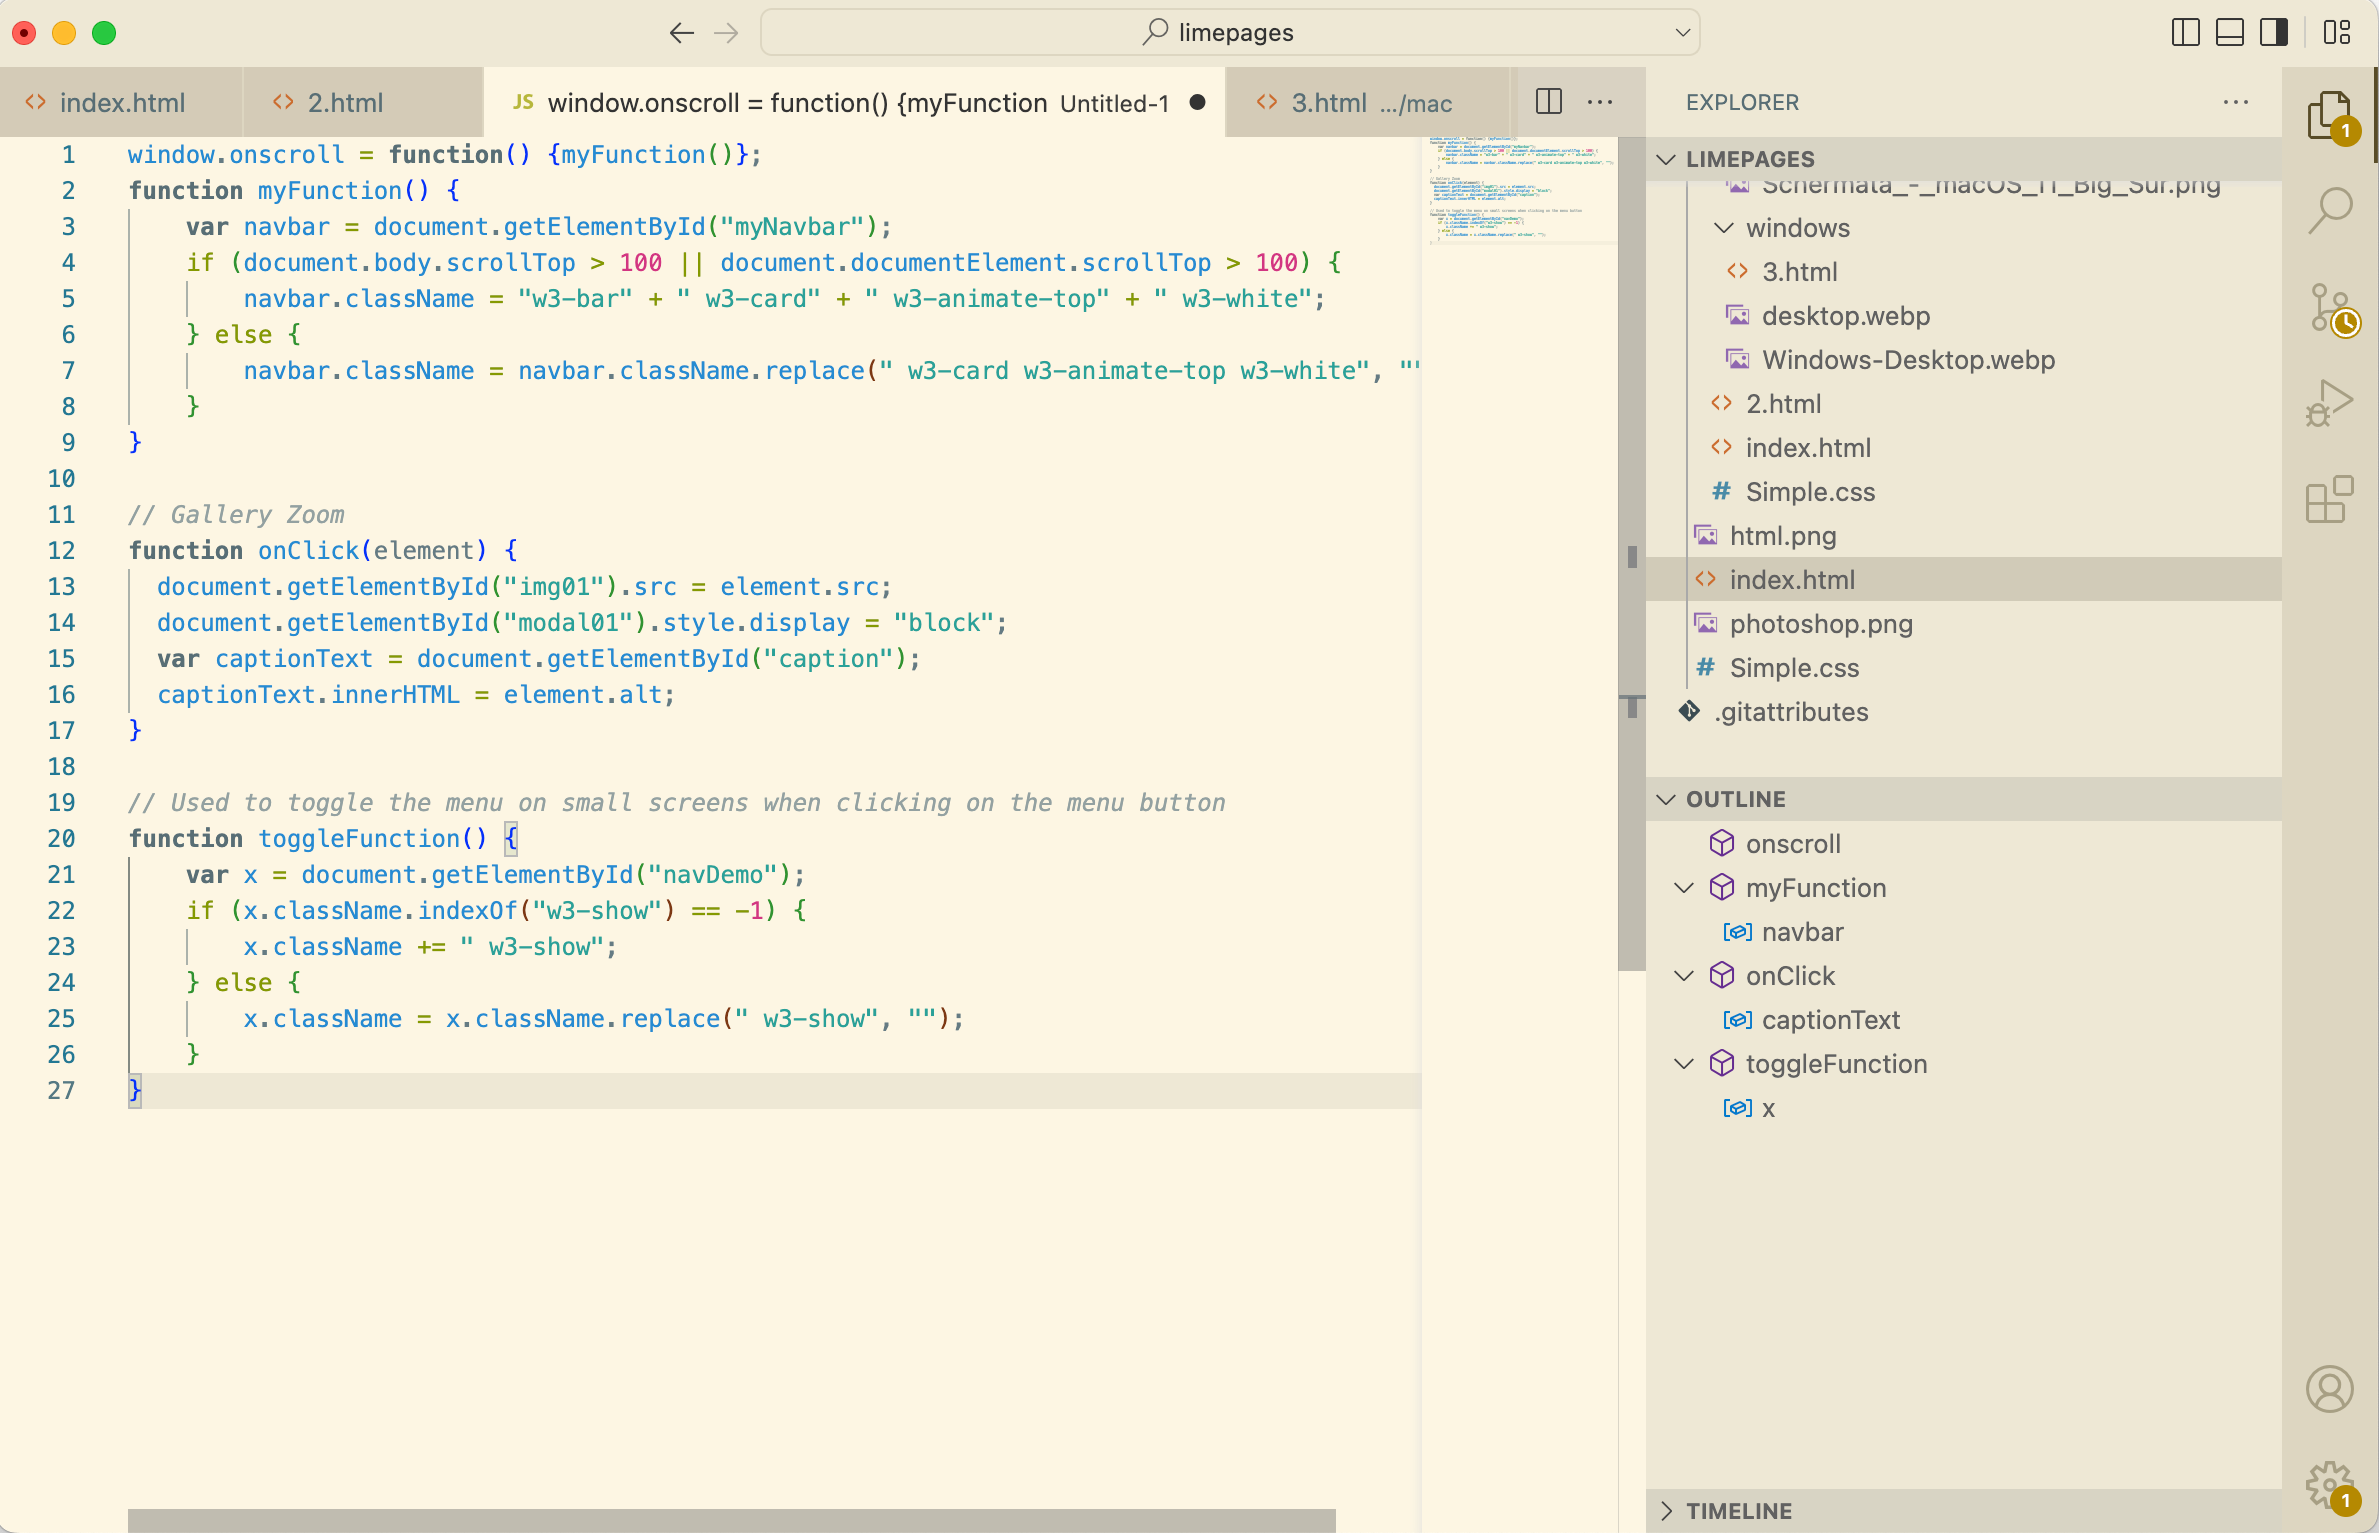 limepages
index.html
2.html
JS window.onscroll = function() {myFunction Untitled-1
3.html .../mac
1 window.onscroll = function() {myFunction()};
2 function myFunction() {
3 var navbar = document.getElementById("myNavbar");
4 if (document.body.scrollTop > 100 || document.documentElement.scrollTop > 100) {
5 navbar.className = "w3-bar" + " w3-card" + " w3-animate-top" + " w3-white";
6 } else {
7 navbar.className = navbar.className.replace(" w3-card w3-animate-top w3-white", ""
8 }
9 }
10
11 // Gallery Zoom
12 function onClick(element) {
13 document.getElementById("img01").src = element.src;
14 document.getElementById("modal01").style.display = "block";
15 var captionText = document.getElementById("caption");
16 captionText.innerHTML = element.alt;
17 }
18
19 // Used to toggle the menu on small screens when clicking on the menu button
20 function toggleFunction() {
21 var x = document.getElementById("navDemo");
22 if (x.className.indexOf("w3-show") == -1) {
23 x.className += " w3-show";
24 } else {
25 x.className = x.className.replace(" w3-show", "");
26 }
27 }
EXPLORER
LIMEPAGES
Schermata_-_macOS_11_Big_Sur.png
windows
3.html
desktop.webp
Windows-Desktop.webp
2.html
index.html
# Simple.css
html.png
index.html
photoshop.png
# Simple.css
.gitattributes
OUTLINE
onscroll
myFunction
navbar
onClick
captionText
toggleFunction
x
TIMELINE
1
1